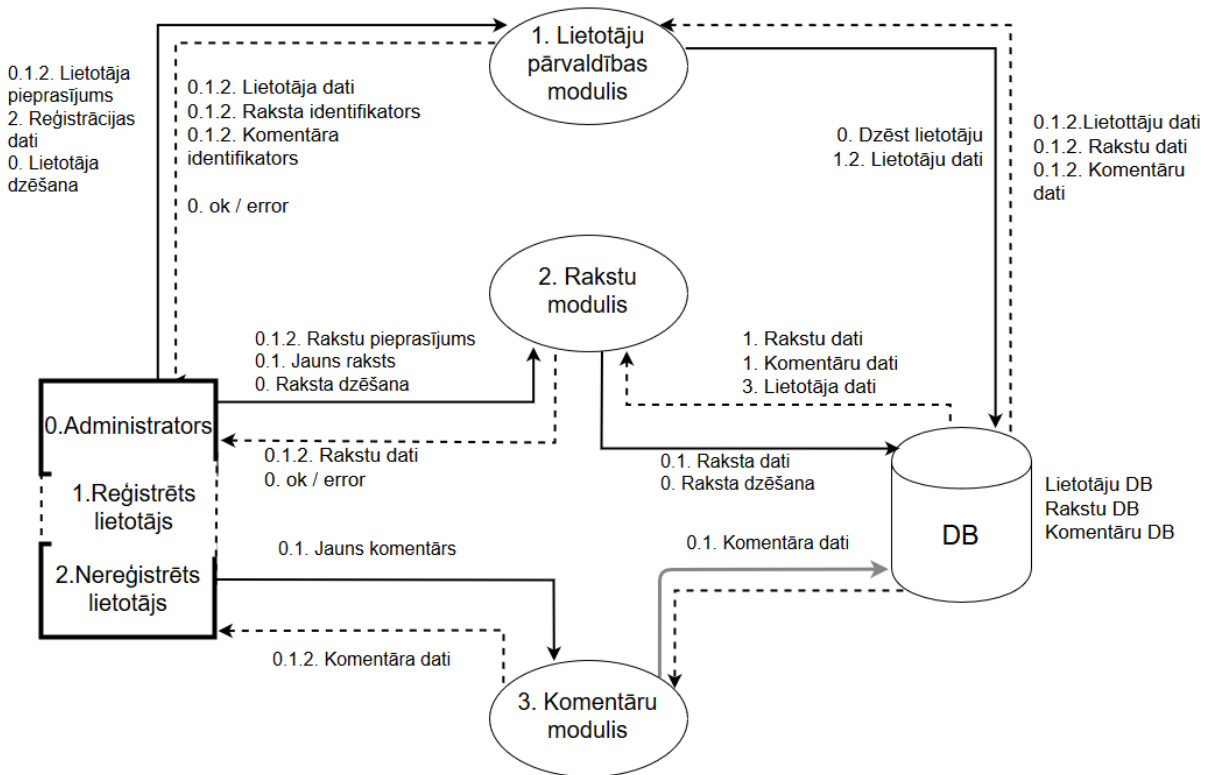 1. Lietotāju
pārvaldības
modulis
0.1.2. Lietotāja
pieprasījums
2. Reģistrācijas
dati
0. Lietotāja
dzēšana
0.1.2. Lietotāja dati
0.1.2. Raksta identifikators
0.1.2. Komentāra
identifikators
0. ok / error
0. Dzēst lietotāju
1.2. Lietotāju dati
0.1.2.Lietottāju dati
0.1.2. Rakstu dati
0.1.2. Komentāru
dati
2. Rakstu
modulis
0.1.2. Rakstu pieprasījums
0.1. Jauns raksts
0. Raksta dzēšana
1. Rakstu dati
1. Komentāru dati
3. Lietotāja dati
0.Administrators
1.Reģistrēts
lietotājs
2.Nereģistrēts
lietotājs
0.1.2. Rakstu dati
0. ok / error
0.1. Raksta dati
0. Raksta dzēšana
DB
Lietotāju DB
Rakstu DB
Komentāru DB
0.1. Jauns komentārs
0.1. Komentāra dati
0.1.2. Komentāra dati
3. Komentāru
modulis